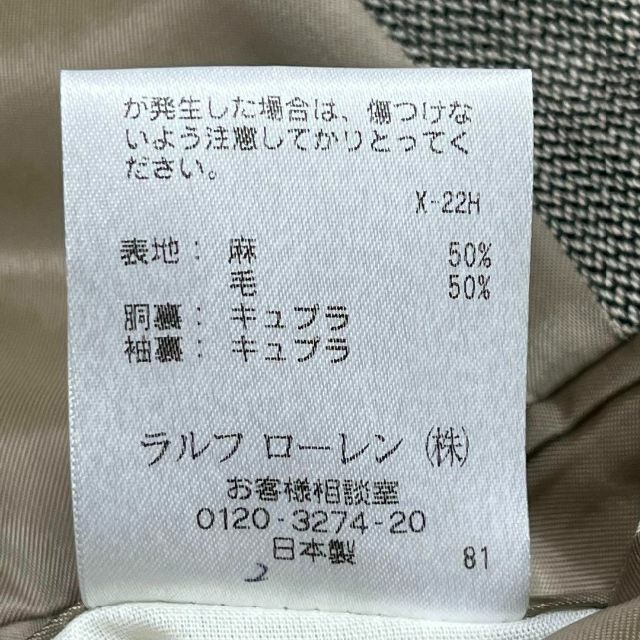 が発生した場合は、傷つけな
いよう注意してかりとってく
ださい。
X-22H
表地： 麻 50%
毛 50%
胴裏： キュプラ
袖裏： キュプラ
ラルフ ローレン（株）
お客様相談室
0120-3274-20
日本製 81
2